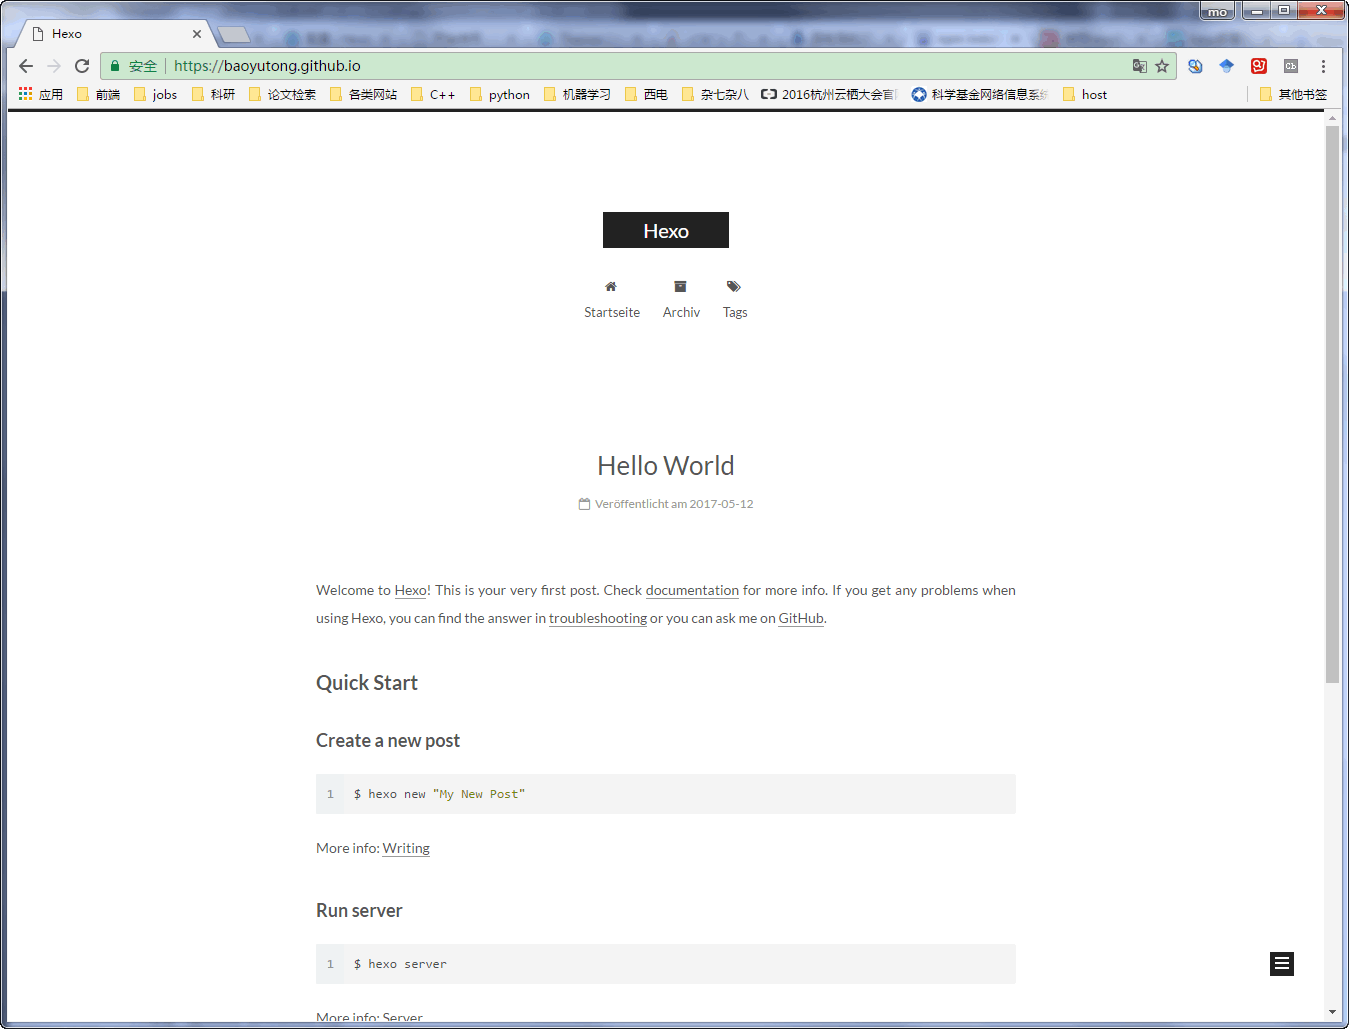 mo
Hexo
安全 https://baoyutong.github.io
应用 前端 jobs 科研 论文检索 各类网站 C++ python 机器学习 西电 杂七杂八 2016杭州云栖大会官 科学基金网络信息系 host 其他书签
Hexo
Startseite Archiv Tags
Hello World
Veröffentlicht am 2017-05-12
Welcome to Hexo! This is your very first post. Check documentation for more info. If you get any problems when
using Hexo, you can find the answer in troubleshooting or you can ask me on GitHub.
Quick Start
Create a new post
1 $ hexo new "My New Post"
More info: Writing
Run server
1 $ hexo server
More info: Server